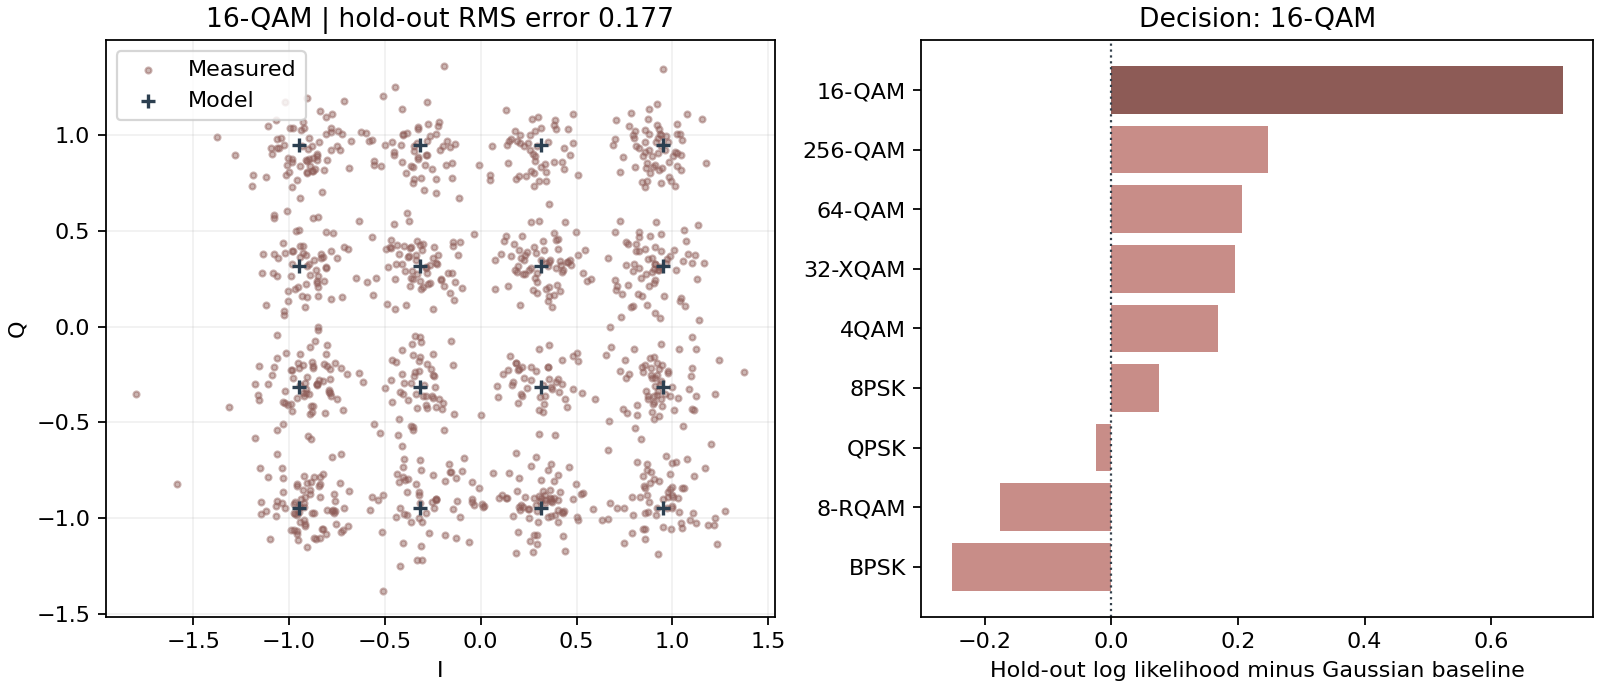 16-QAM | hold-out RMS error 0.177
Measured
Model
1.0
0.5
0.0
−0.5
−1.0
−1.5
Q
−1.5
−1.0
−0.5
0.0
0.5
1.0
1.5
I
Decision: 16-QAM
16-QAM
256-QAM
64-QAM
32-XQAM
4QAM
8PSK
QPSK
8-RQAM
BPSK
−0.2
0.0
0.2
0.4
0.6
Hold-out log likelihood minus Gaussian baseline